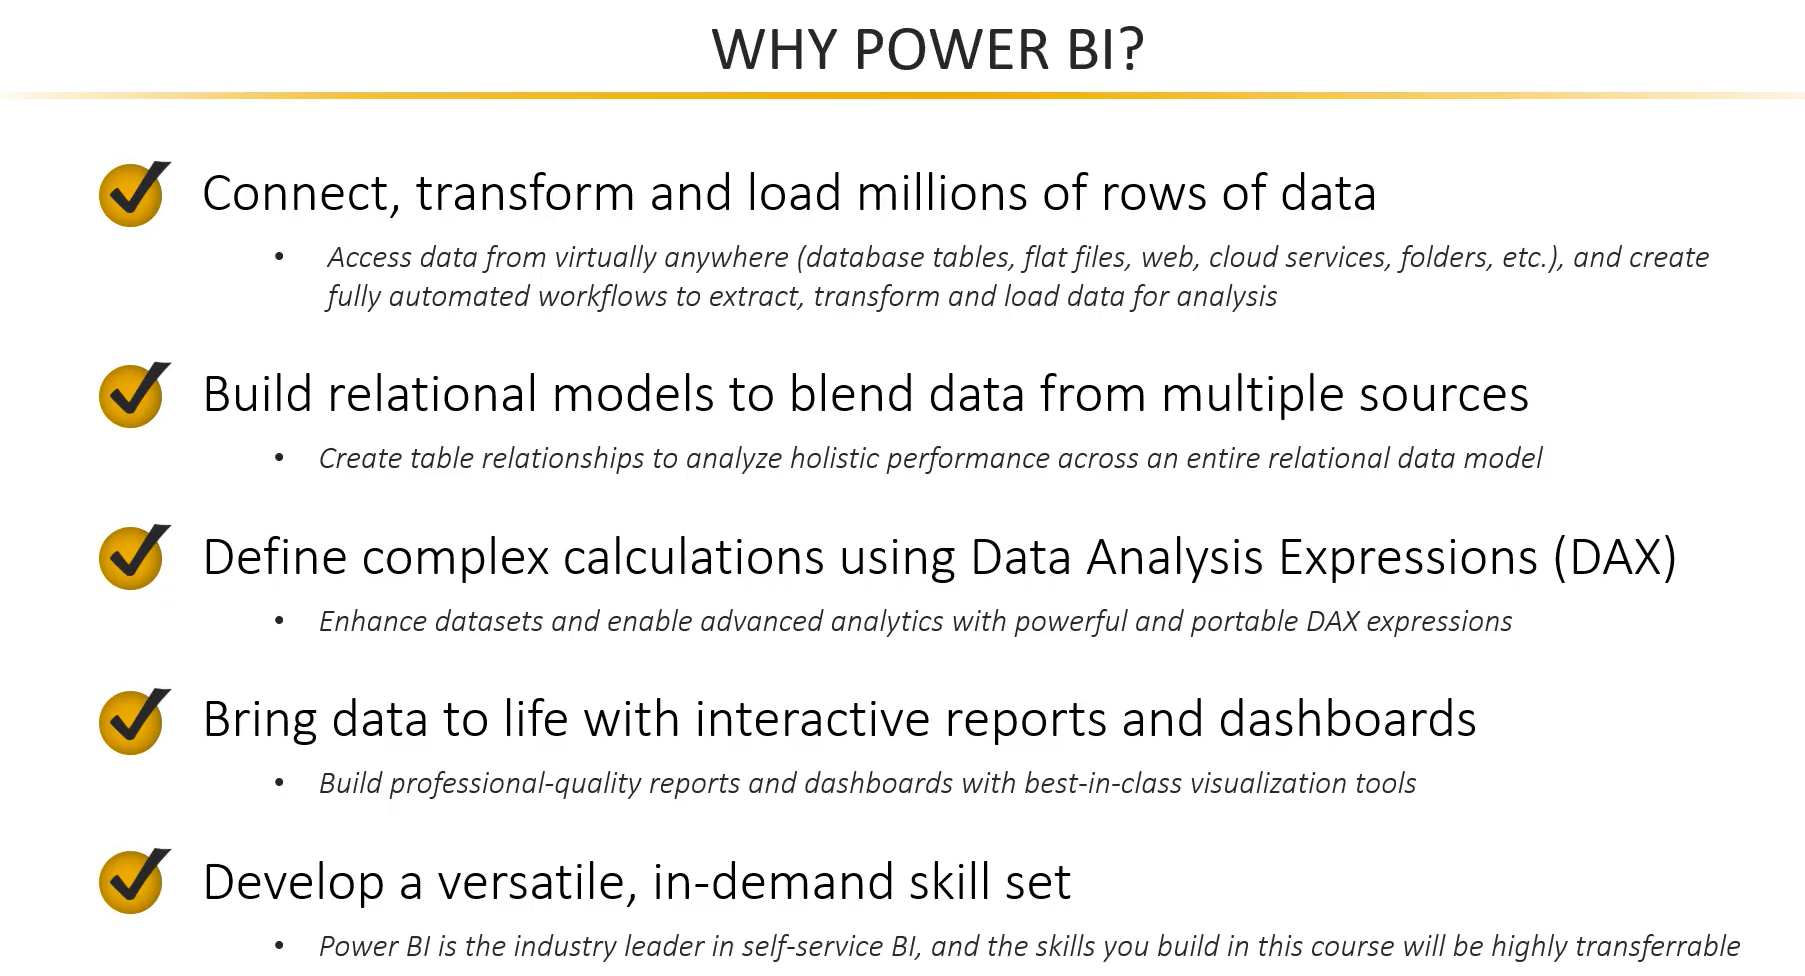 WHY POWER BI?
Connect, transform and load millions of rows of data
• Access data from virtually anywhere (database tables, flat files, web, cloud services, folders, etc.), and create
fully automated workflows to extract, transform and load data for analysis
Build relational models to blend data from multiple sources
• Create table relationships to analyze holistic performance across an entire relational data model
Define complex calculations using Data Analysis Expressions (DAX)
• Enhance datasets and enable advanced analytics with powerful and portable DAX expressions
Bring data to life with interactive reports and dashboards
• Build professional-quality reports and dashboards with best-in-class visualization tools
Develop a versatile, in-demand skill set
• Power BI is the industry leader in self-service BI, and the skills you build in this course will be highly transferrable